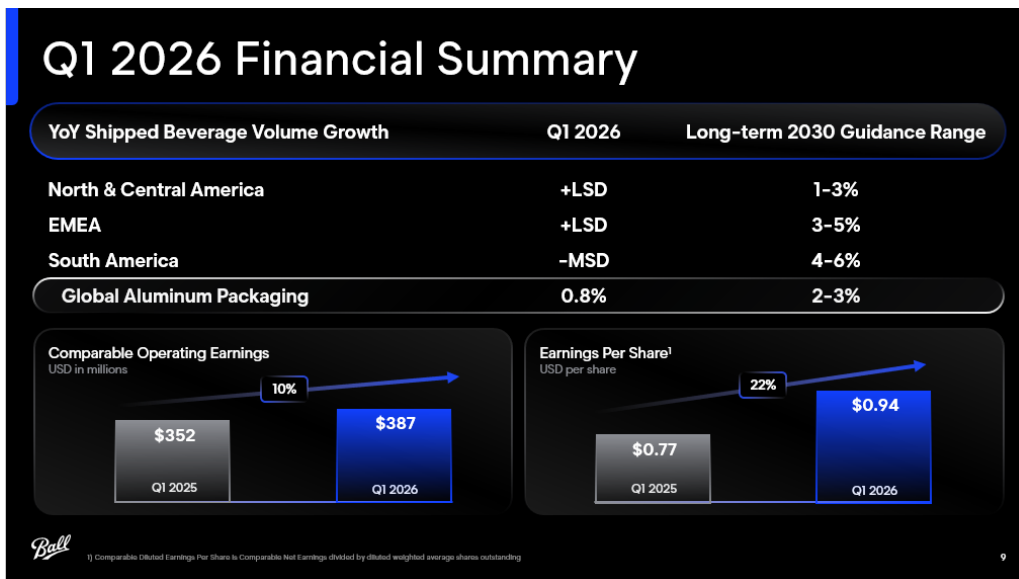 Q1 2026 Financial Summary
YoY Shipped Beverage Volume Growth Q1 2026 Long-term 2030 Guidance Range
North & Central America +LSD 1-3%
EMEA +LSD 3-5%
South America -MSD 4-6%
Global Aluminum Packaging 0.8% 2-3%
Comparable Operating Earnings
USD in millions
10%
$352
$387
Q1 2025
Q1 2026
Earnings Per Share¹
USD per share
22%
$0.77
$0.94
Q1 2025
Q1 2026
Ball
1) Comparable Diluted Earnings Per Share is Comparable Net Earnings divided by diluted weighted average shares outstanding
9